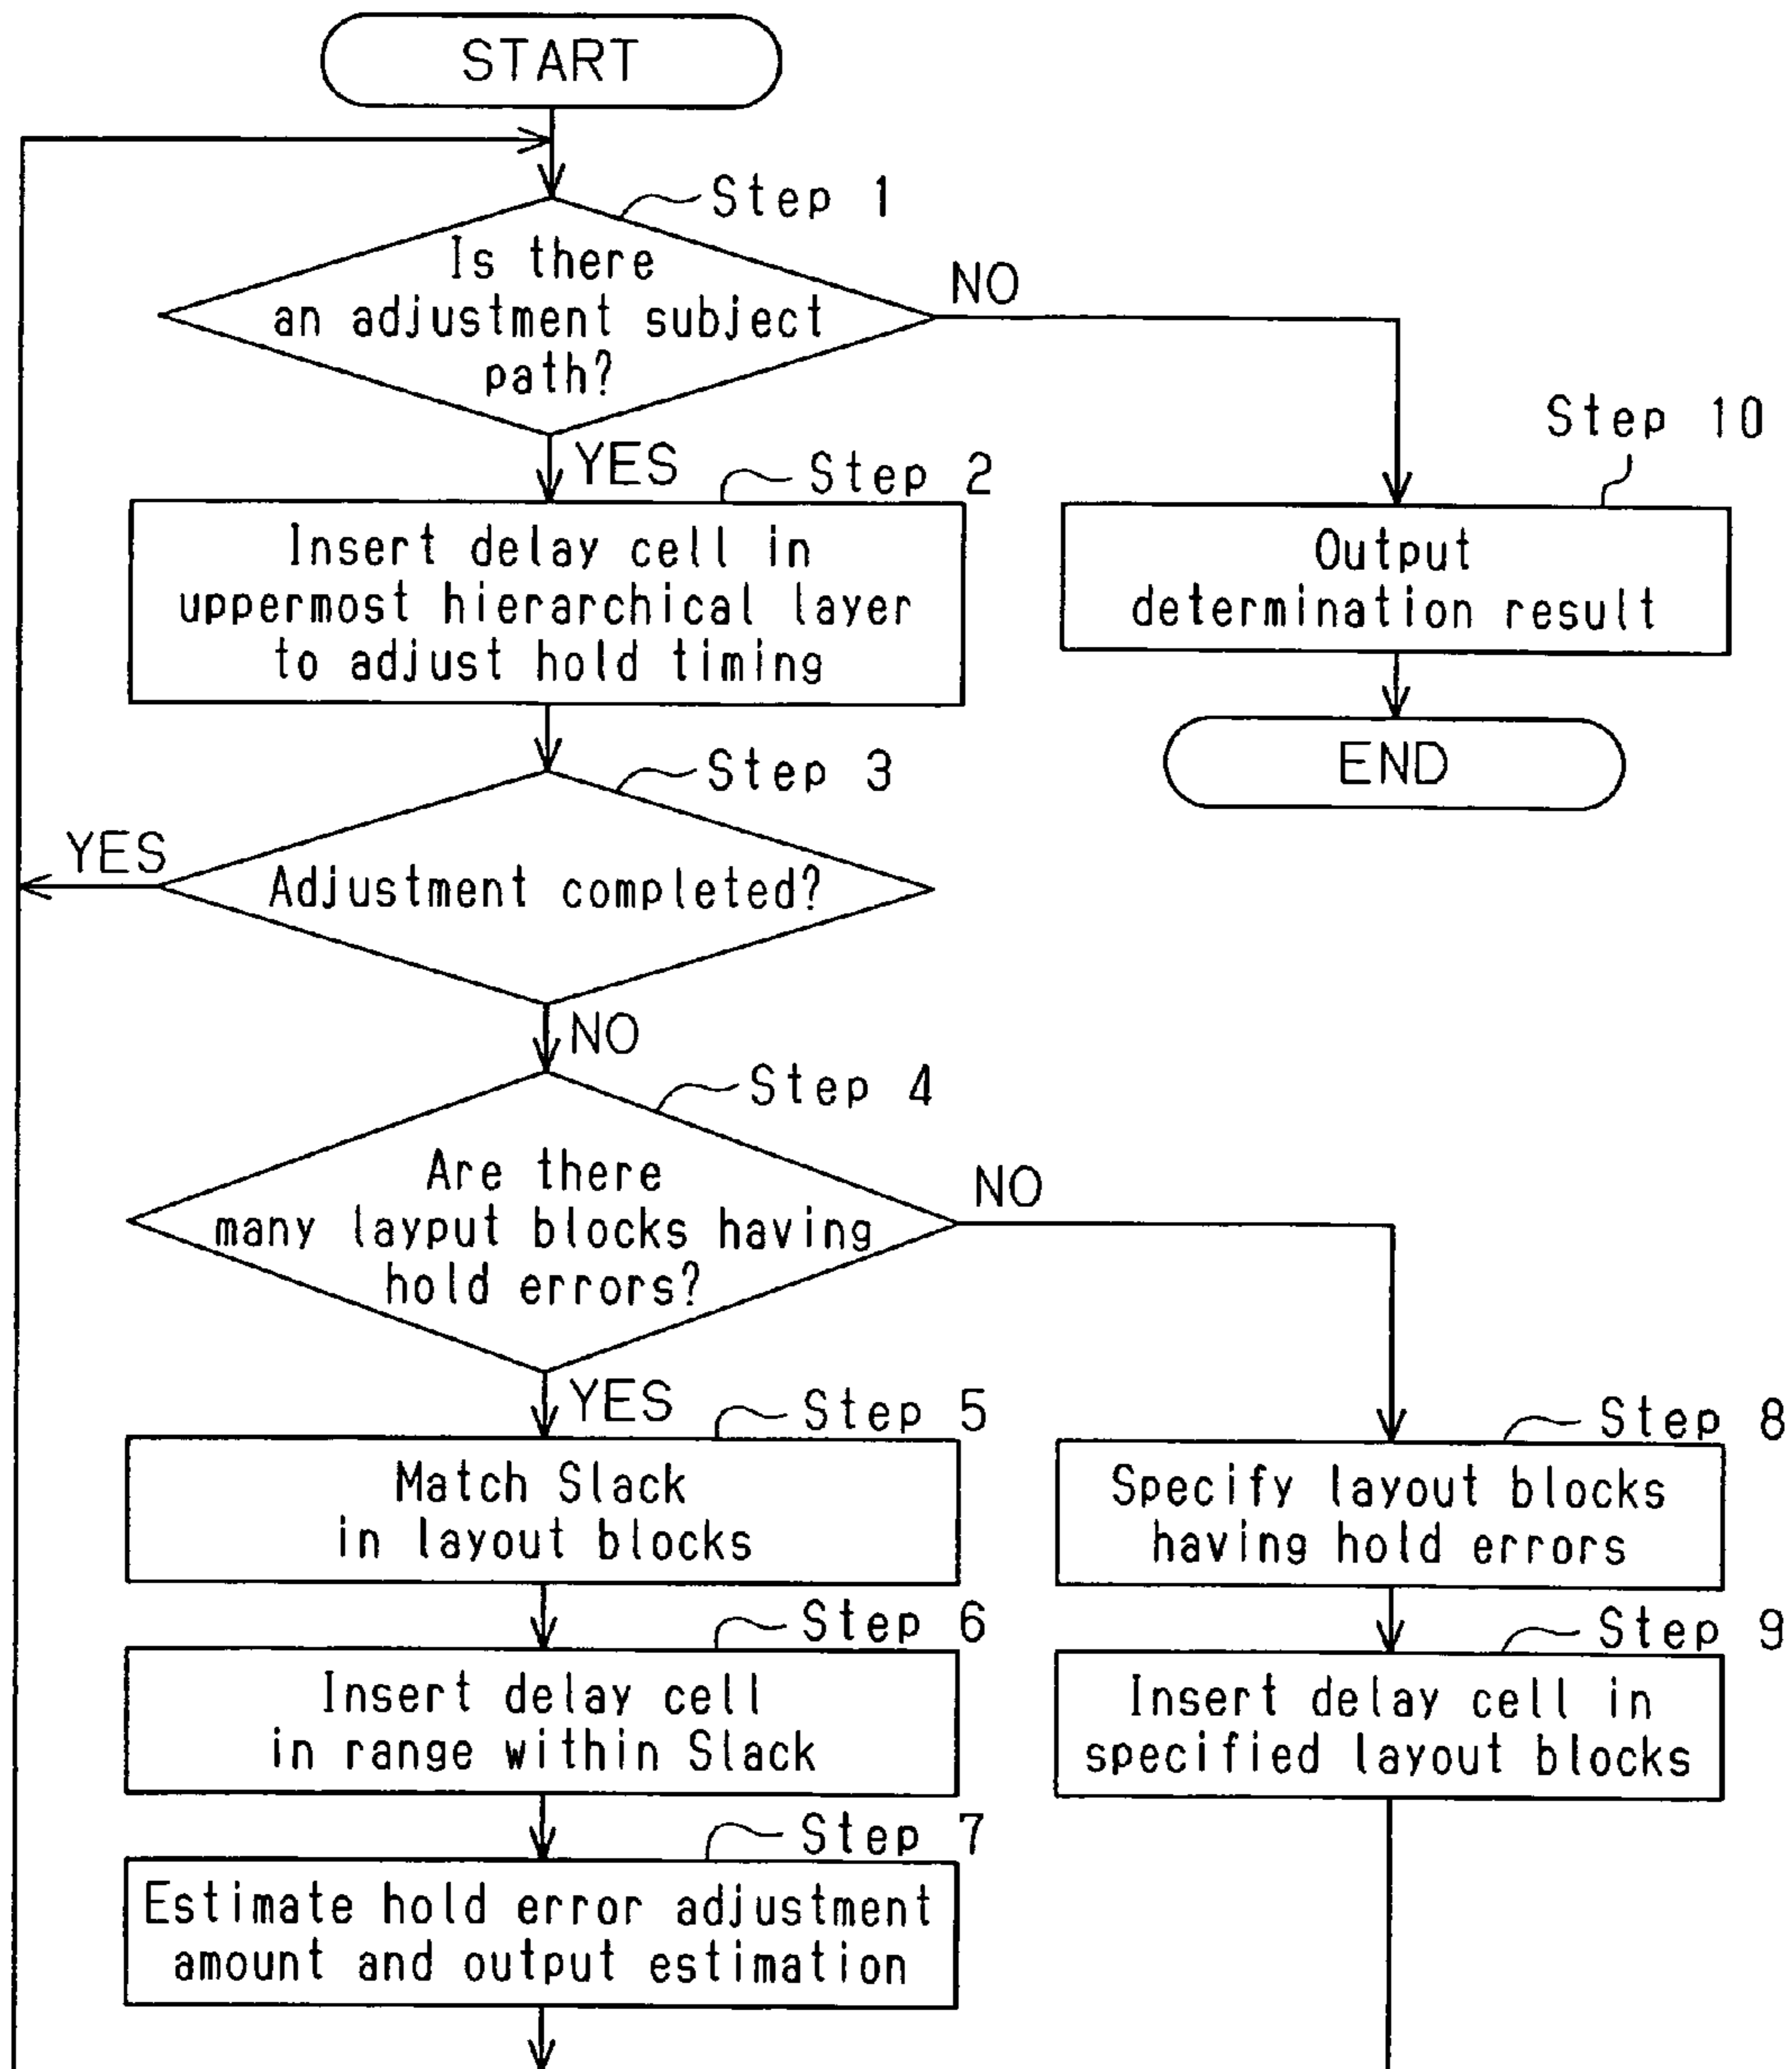 START
Step 1
Is there
an adjustment subject
path?
NO
YES
Step 10
Output
determination result
END
Step 2
Insert delay cell in
uppermost hierarchical layer
to adjust hold timing
Step 3
Adjustment completed?
YES
NO
Step 4
Are there
many layput blocks having
hold errors?
NO
YES
Step 5
Match Slack
in layout blocks
Step 6
Insert delay cell
in range within Slack
Step 7
Estimate hold error adjustment
amount and output estimation
Step 8
Specify layout blocks
having hold errors
Step 9
Insert delay cell in
specified layout blocks